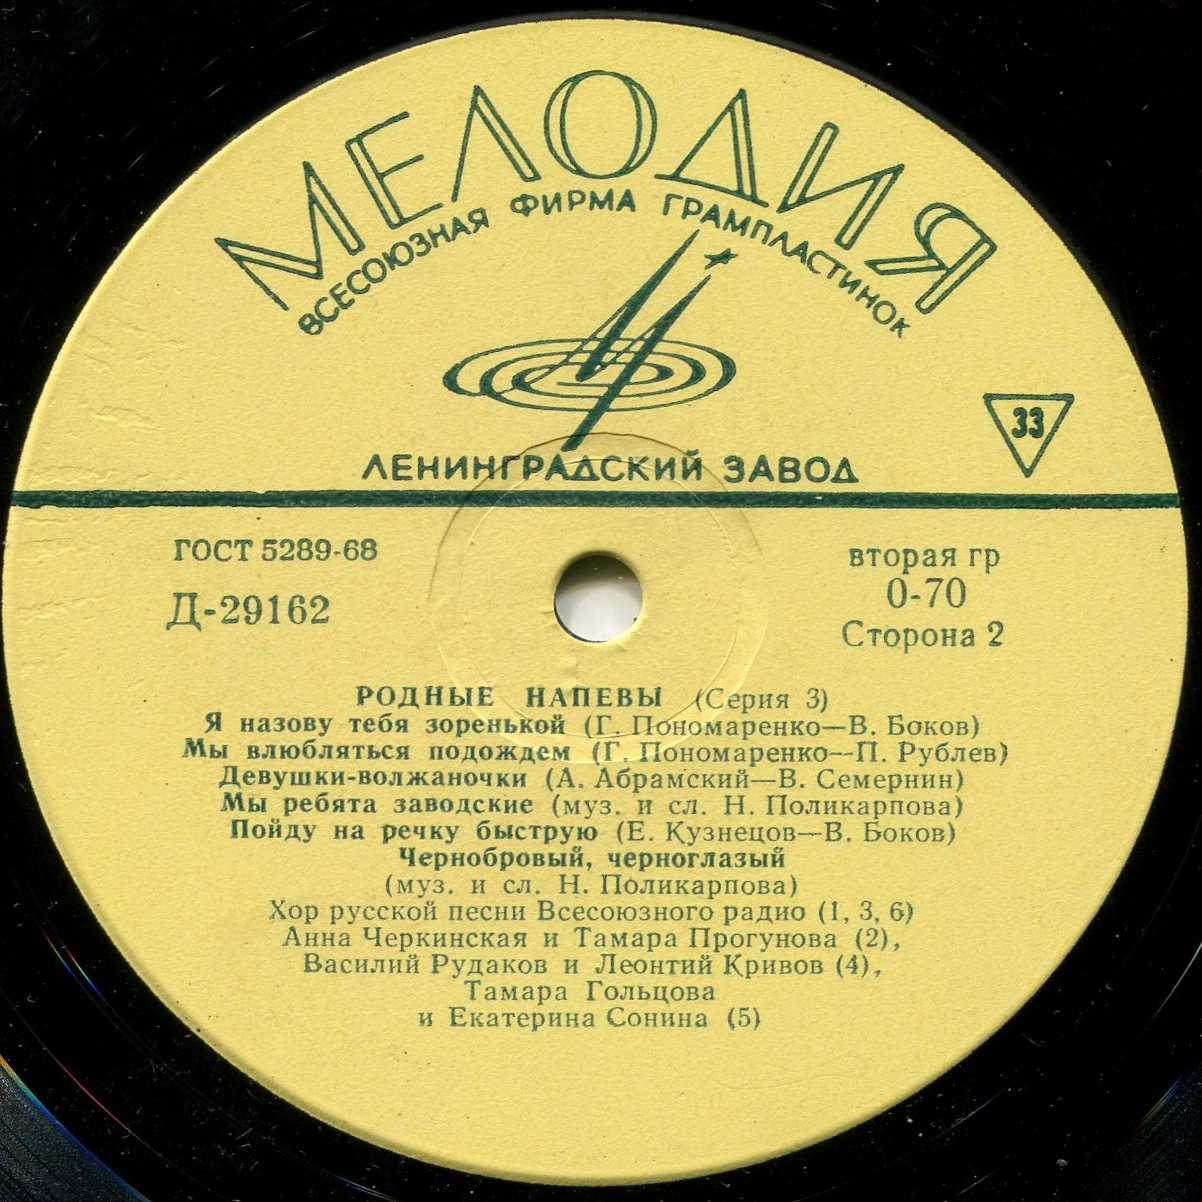 МЕЛОДИЯ
ВСЕСОЮЗНАЯ ФИРМА ГРАМПЛАСТИНОК
33
ЛЕНИНГРАДСКИЙ ЗАВОД
ГОСТ 5289-68
Д-29162
вторая гр
0-70
Сторона 2
РОДНЫЕ НАПЕВЫ (Серия 3)
Я назову тебя зоренькой (Г. Пономаренко—В. Боков)
Мы влюбляться подождем (Г. Пономаренко—П. Рублев)
Девушки-волжаночки (А. Абрамский—В. Семернин)
Мы ребята заводские (муз. и сл. Н. Поликарпова)
Пойду на речку быструю (Е. Кузнецов—В. Боков)
Чернобровый, черноглазый
(муз. и сл. Н. Поликарпова)
Хор русской песни Всесоюзного радио (1, 3, 6)
Анна Черкинская и Тамара Прогунова (2),
Василий Рудаков и Леонтий Кривов (4),
Тамара Гольцова
и Екатерина Сонина (5)